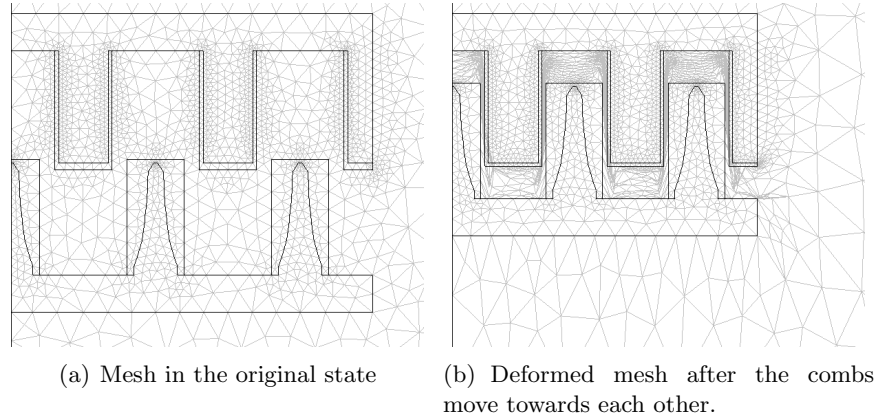 (a) Mesh in the original state
(b) Deformed mesh after the combs
move towards each other.